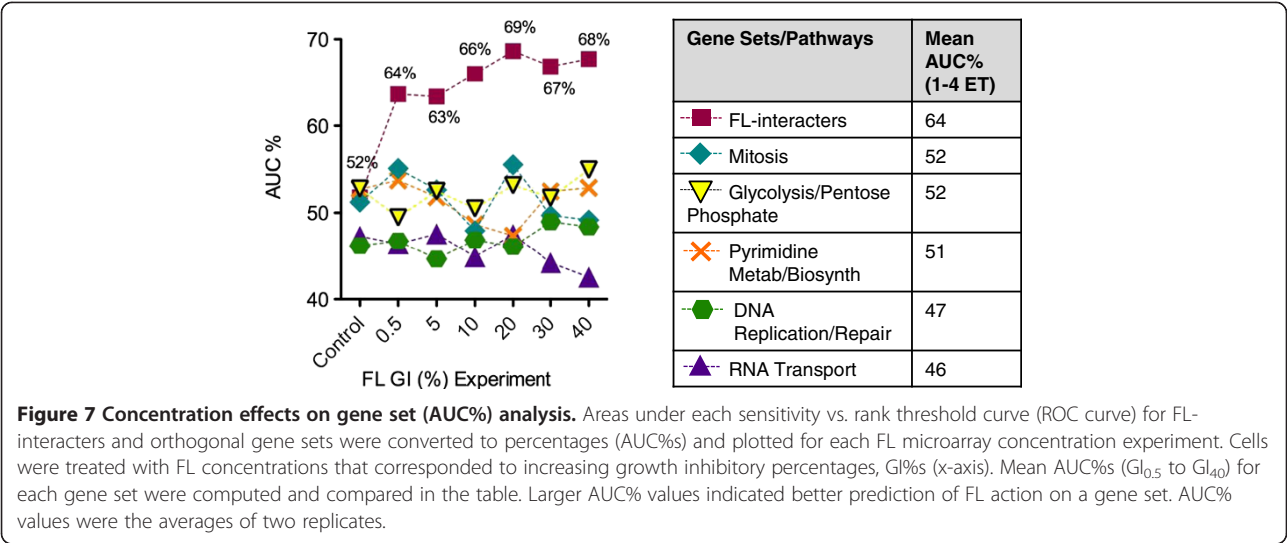 70
60
50
40
AUC %
52%
64%
63%
66%
69%
67%
68%
Control
0.5
5
10
20
30
40
FL GI (%) Experiment
Gene Sets/Pathways
Mean
AUC%
(1-4 ET)
FL-interacters
64
Mitosis
52
Glycolysis/Pentose
Phosphate
52
Pyrimidine
Metab/Biosynth
51
DNA
Replication/Repair
47
RNA Transport
46
Figure 7 Concentration effects on gene set (AUC%) analysis. Areas under each sensitivity vs. rank threshold curve (ROC curve) for FL-
interacters and orthogonal gene sets were converted to percentages (AUC%s) and plotted for each FL microarray concentration experiment. Cells
were treated with FL concentrations that corresponded to increasing growth inhibitory percentages, GI%s (x-axis). Mean AUC%s (GI0.5 to GI40) for
each gene set were computed and compared in the table. Larger AUC% values indicated better prediction of FL action on a gene set. AUC%
values were the averages of two replicates.